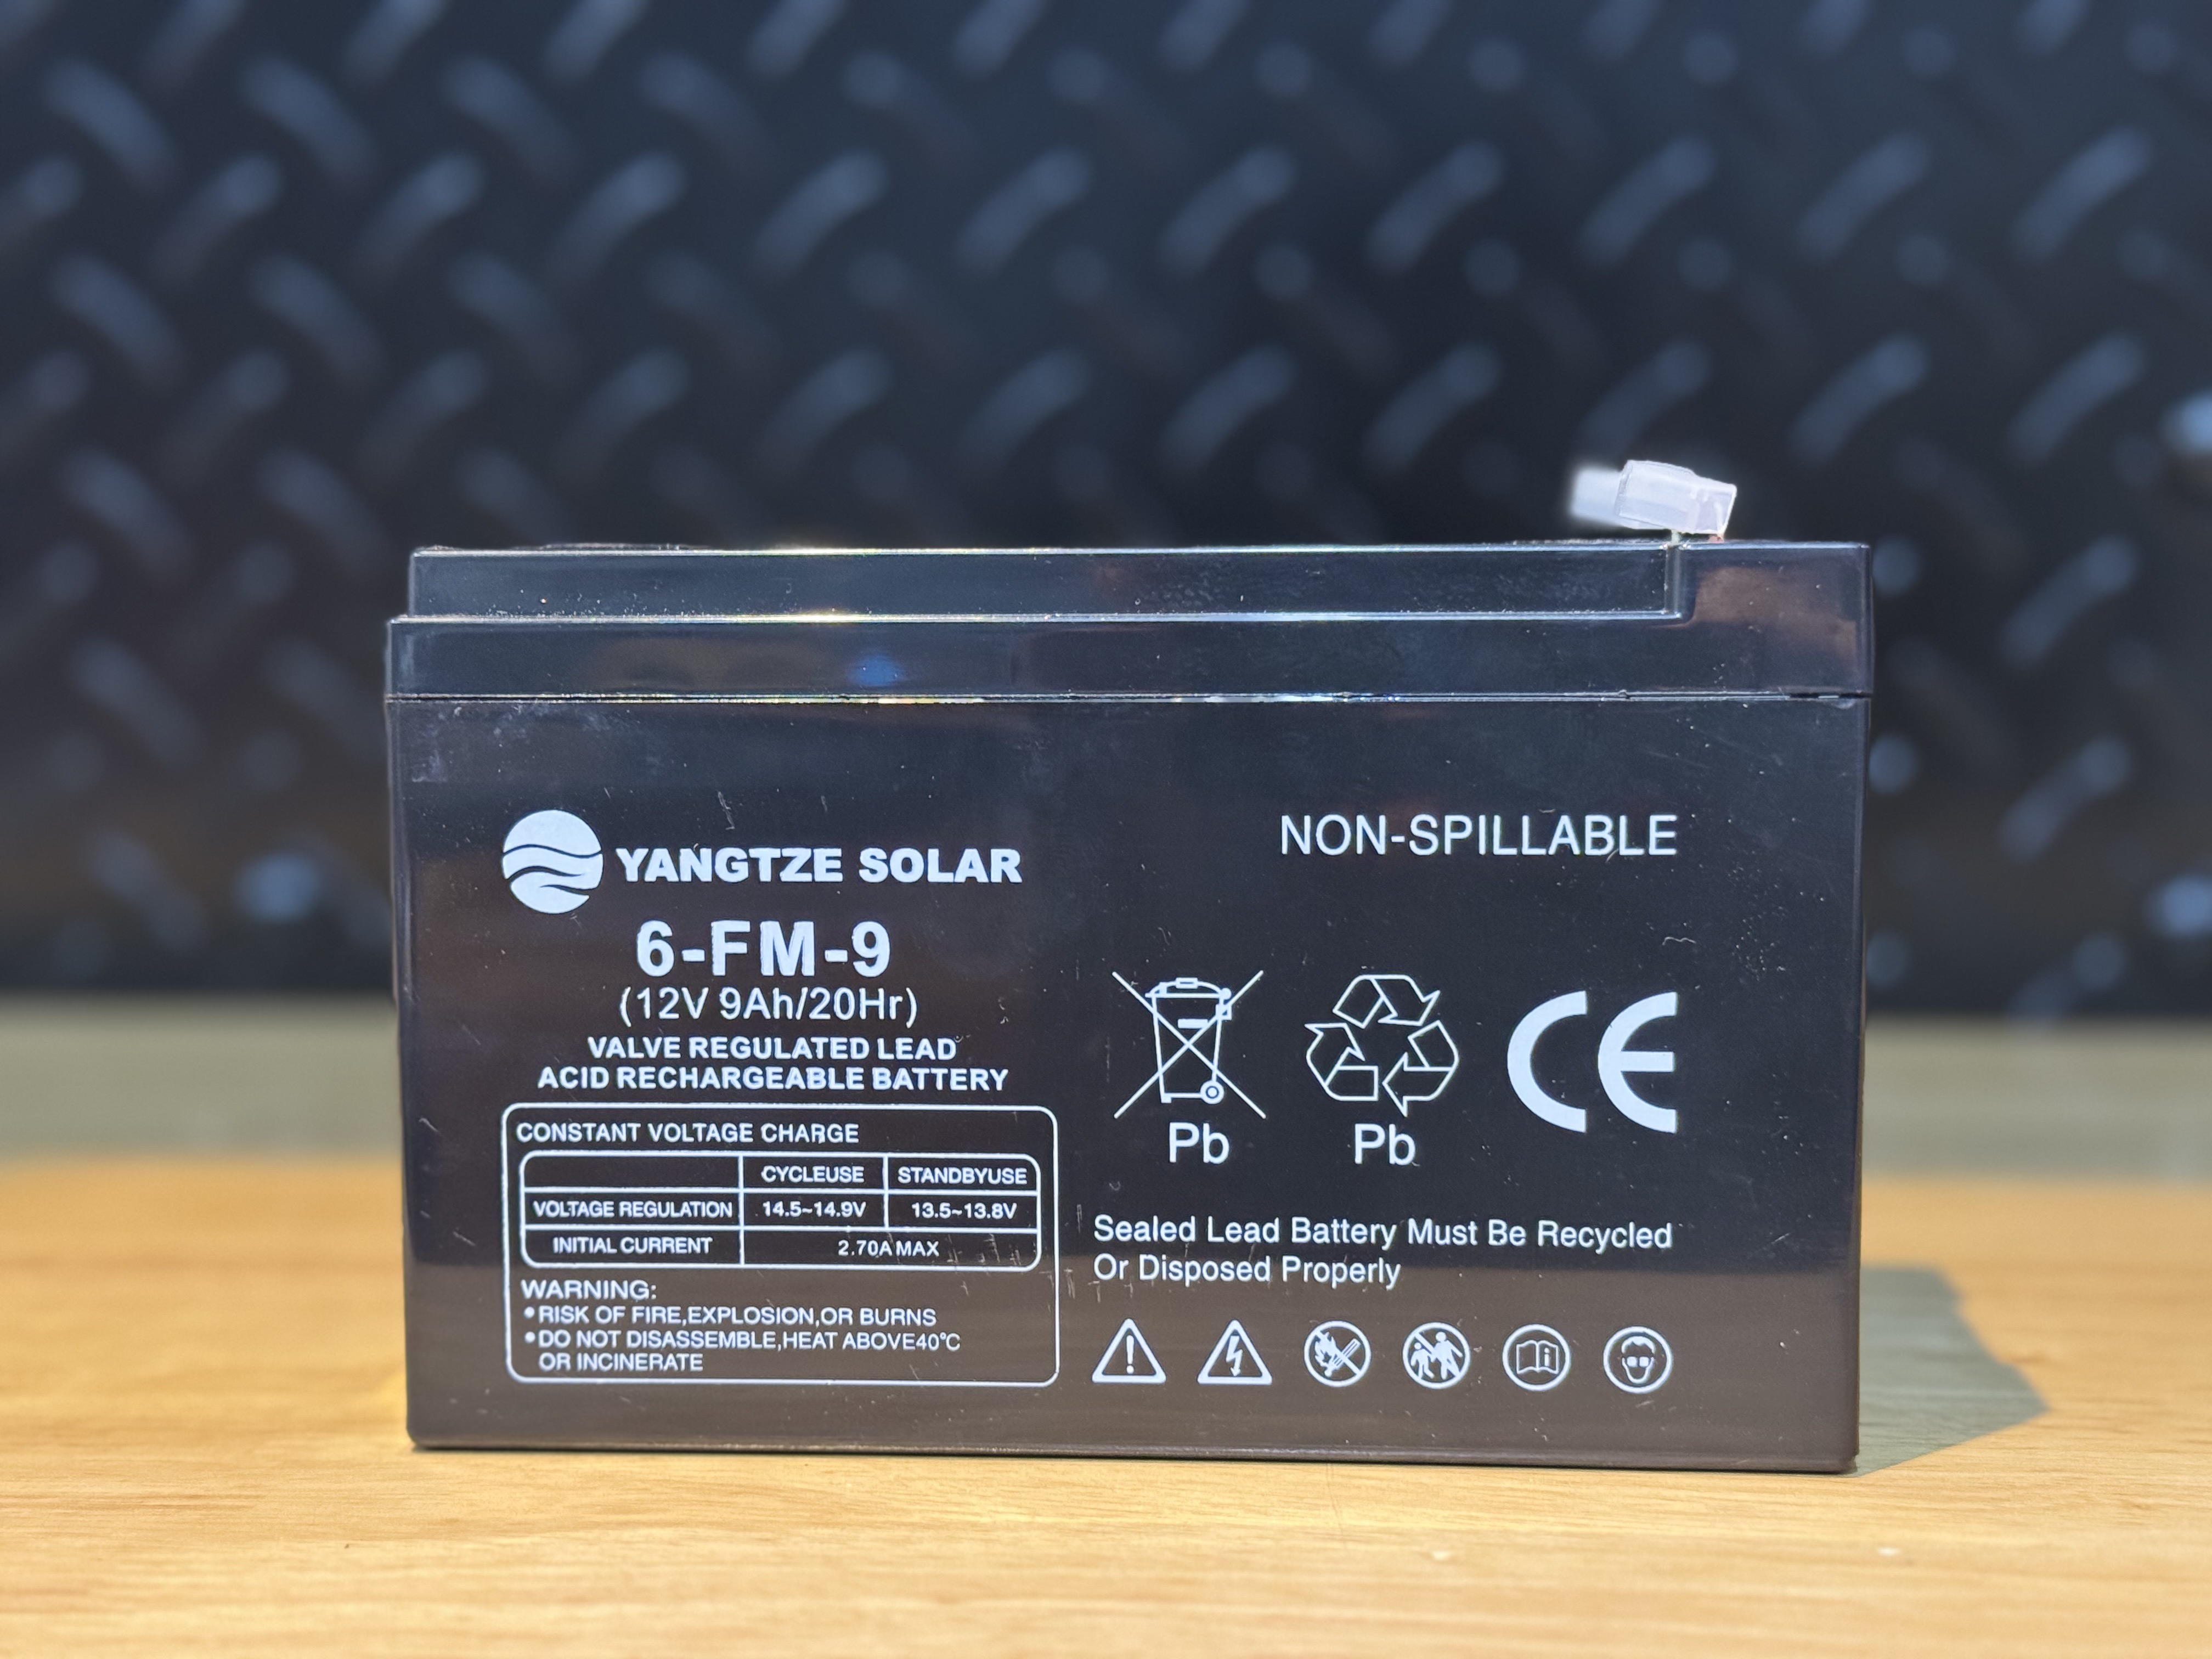 YANGTZE SOLAR
6-FM-9
(12V 9Ah/20Hr)
VALVE REGULATED LEAD
ACID RECHARGEABLE BATTERY
CONSTANT VOLTAGE CHARGE
CYCLEUSE STANDBYUSE
VOLTAGE REGULATION 14.5~14.9V 13.5~13.8V
INITIAL CURRENT 2.70A MAX
WARNING:
•RISK OF FIRE,EXPLOSION,OR BURNS
•DO NOT DISASSEMBLE,HEAT ABOVE40°C
OR INCINERATE
NON-SPILLABLE
Pb Pb CE
Sealed Lead Battery Must Be Recycled
Or Disposed Properly